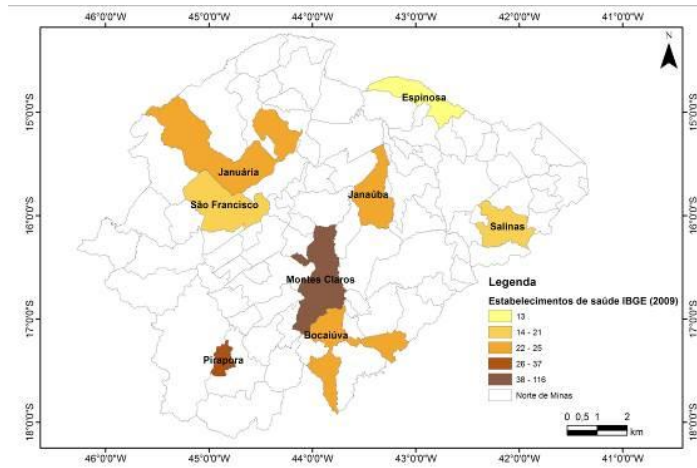 46°0'0"W 45°0'0"W 44°0'0"W 43°0'0"W 42°0'0"W 41°0'0"W
N
15°0'0"S 15°0'0"S
Espinosa
Januária
Janaúba
São Francisco
16°0'0"S 16°0'0"S
Salinas
Montes Claros
Legenda
Estabelecimentos de saúde IBGE (2009)
17°0'0"S 17°0'0"S
13
Bocaiúva
14 - 21
22 - 25
Pirapora
26 - 37
38 - 116
Norte de Minas
18°0'0"S 18°0'0"S
0 0,5 1 2
km
46°0'0"W 45°0'0"W 44°0'0"W 43°0'0"W 42°0'0"W 41°0'0"W